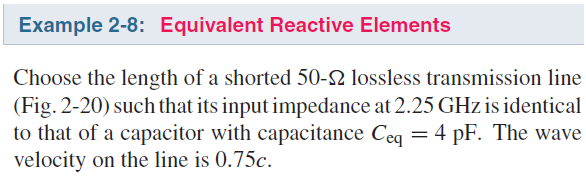 Example 2-8: Equivalent Reactive Elements
Choose the length of a shorted 50-Ω lossless transmission line
(Fig. 2-20) such that its input impedance at 2.25 GHz is identical
to that of a capacitor with capacitance Ceq = 4 pF. The wave
velocity on the line is 0.75c.